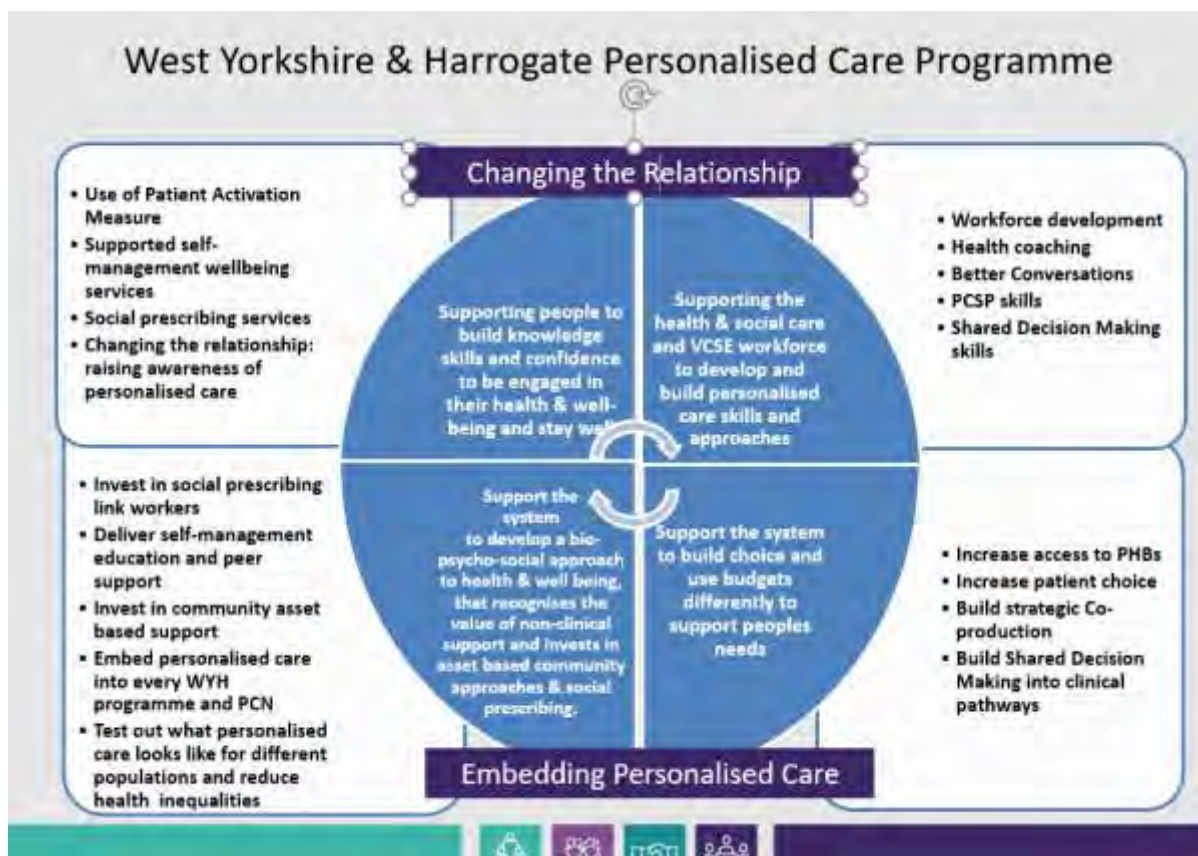 West Yorkshire & Harrogate Personalised Care Programme
Changing the Relationship
• Use of Patient Activation
Measure
• Supported self-
management wellbeing
services
• Social prescribing services
• Changing the relationship:
raising awareness of
personalised care
Supporting people to
build knowledge
skills and confidence
to be engaged in
their health & well-
being and stay well
Supporting the
health & social care
and VCSE workforce
to develop and
build personalised
care skills and
approaches
• Workforce development
• Health coaching
• Better Conversations
• PCSP skills
• Shared Decision Making
skills
• Invest in social prescribing
link workers
• Deliver self-management
education and peer
support
• Invest in community asset
based support
• Embed personalised care
into every WYH
programme and PCN
• Test out what personalised
care looks like for different
populations and reduce
health inequalities
Support the
system
to develop a bio-
psycho-social approach
to health & well being,
that recognises the
value of non-clinical
support and invests in
asset based community
approaches & social
prescribing.
Support the system
to build choice and
use budgets
differently to
support peoples
needs
• Increase access to PHBs
• Increase patient choice
• Build strategic Co-
production
• Build Shared Decision
Making into clinical
pathways
Embedding Personalised Care